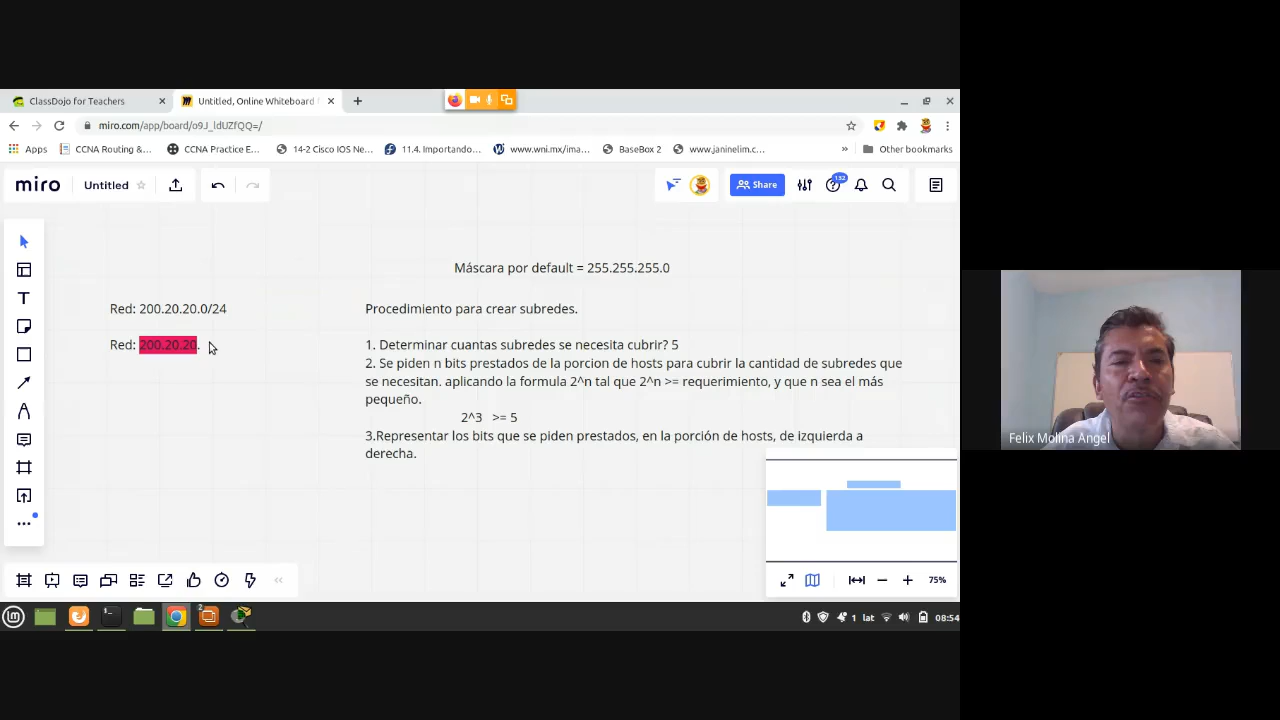 ClassDojo for Teachers
Untitled, Online Whiteboard f
miro.com/app/board/o9J_ldUZfQQ=/
Apps
CCNA Routing &...
CCNA Practice E...
14-2 Cisco IOS Ne...
11.4. Importando...
www.wni.mx/ima...
BaseBox 2
www.janinelim.c...
»
Other bookmarks
miro
Untitled
Share
132
Máscara por default = 255.255.255.0
Red: 200.20.20.0/24
Procedimiento para crear subredes.
Red: 200.20.20.
1. Determinar cuantas subredes se necesita cubrir? 5
2. Se piden n bits prestados de la porcion de hosts para cubrir la cantidad de subredes que
se necesitan. aplicando la formula 2^n tal que 2^n >= requerimiento, y que n sea el más
pequeño.
2^3 >= 5
3.Representar los bits que se piden prestados, en la porción de hosts, de izquierda a
derecha.
Felix Molina Angel
75%
2
1 lat
08:54